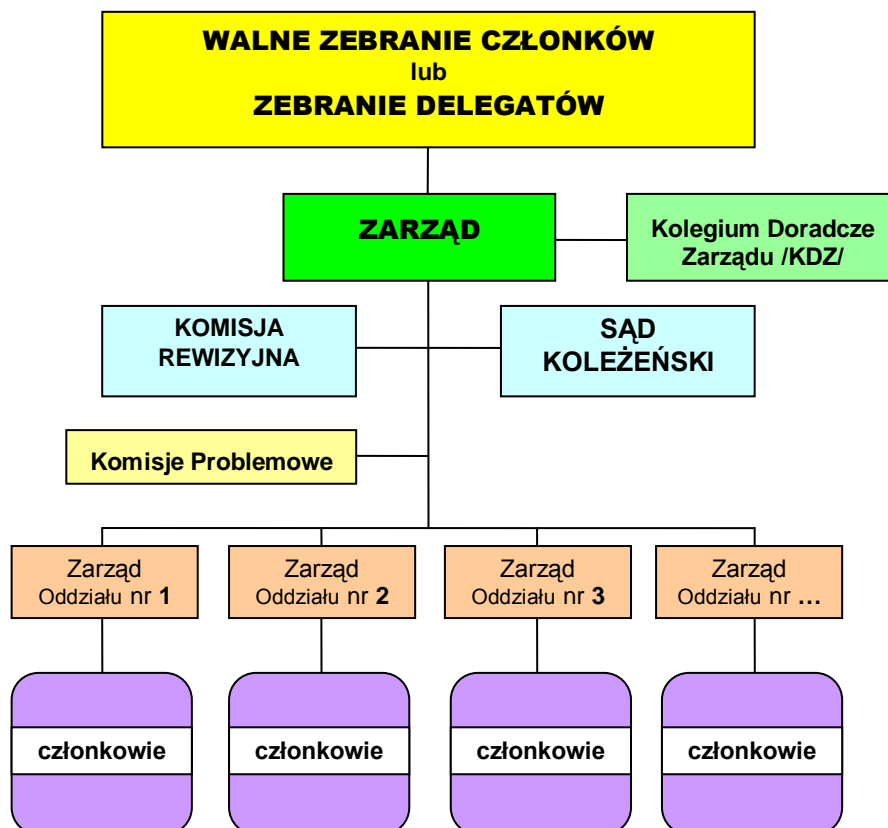 WALNE ZEBRANIE CZŁONKÓW
lub
ZEBRANIE DELEGATÓW
ZARZĄD
Kolegium Doradcze
Zarządu /KDZ/
KOMISJA
REWIZYJNA
SĄD
KOLEŻEŃSKI
Komisje Problemowe
Zarząd
Oddziału nr 1
Zarząd
Oddziału nr 2
Zarząd
Oddziału nr 3
Zarząd
Oddziału nr …
członkowie
członkowie
członkowie
członkowie